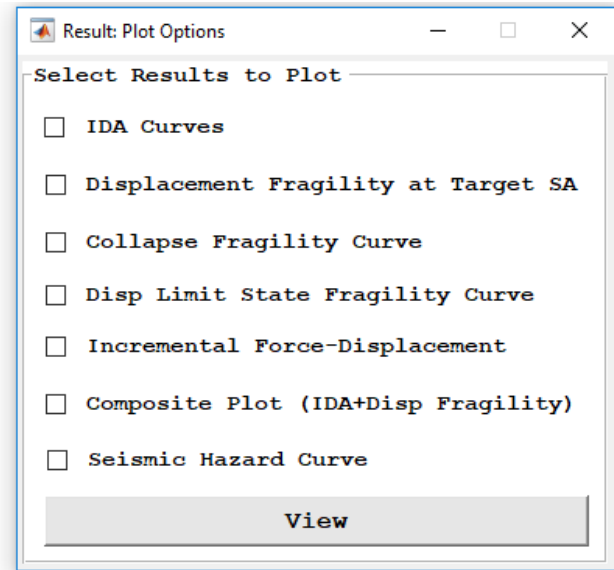 Result: Plot Options
Select Results to Plot
IDA Curves
Displacement Fragility at Target SA
Collapse Fragility Curve
Disp Limit State Fragility Curve
Incremental Force-Displacement
Composite Plot (IDA+Disp Fragility)
Seismic Hazard Curve
View